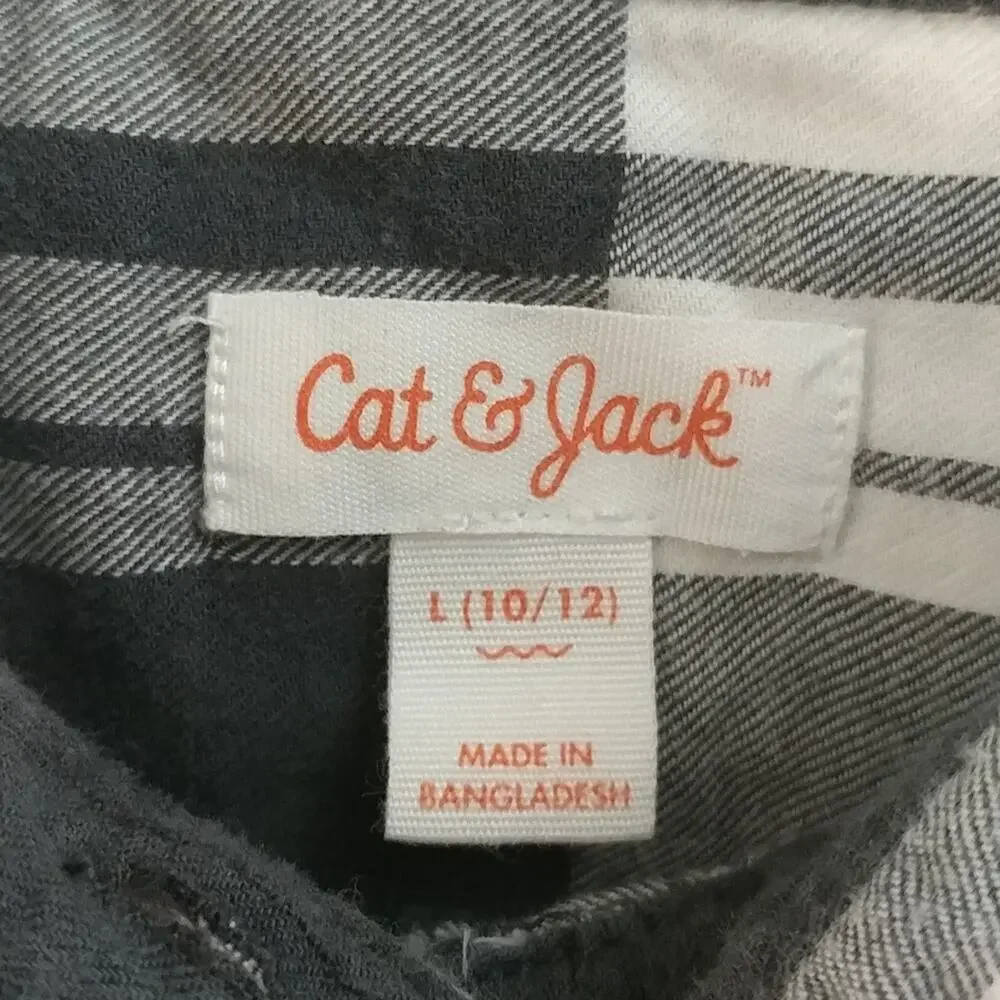 Cat & Jack™
L (10/12)
MADE IN
BANGLADESH